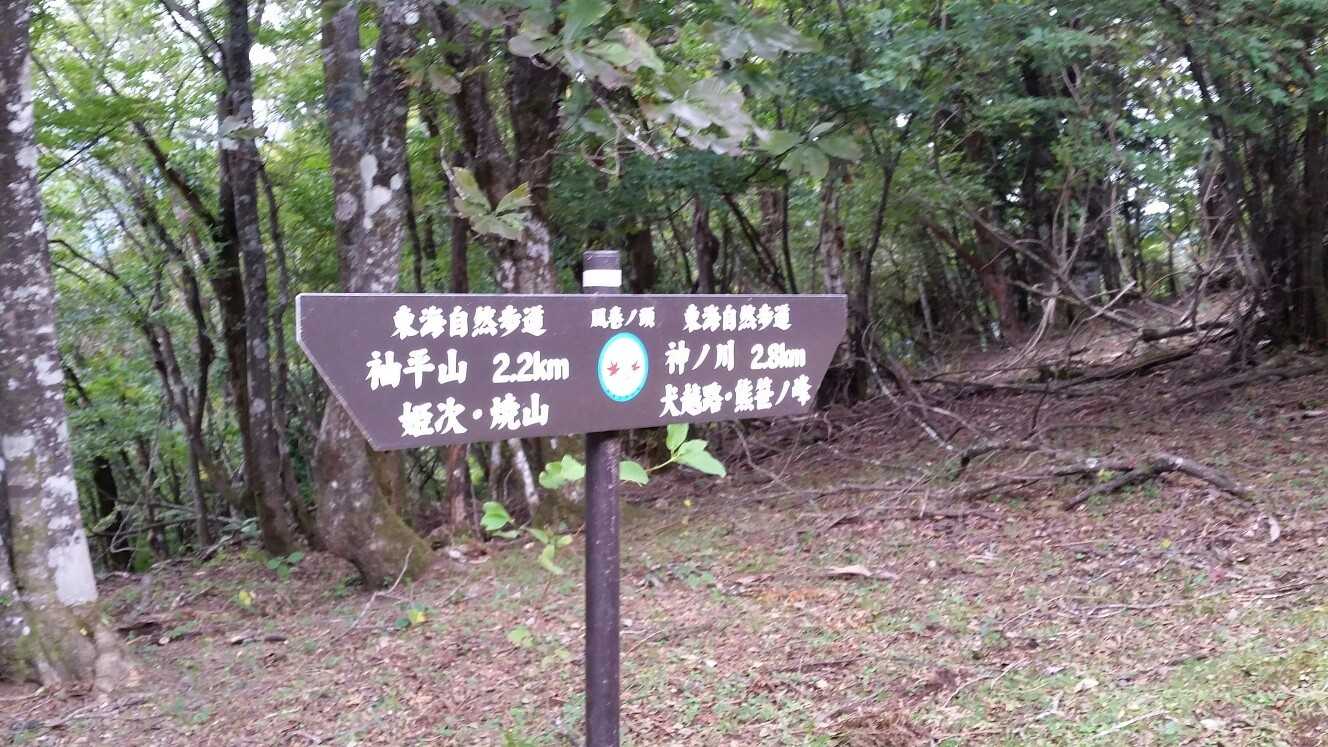 東海自然歩道
袖平山 2.2km
姫次・焼山
風巻ノ頭
東海自然歩道
神ノ川 2.8km
犬越路・熊笹ノ峰